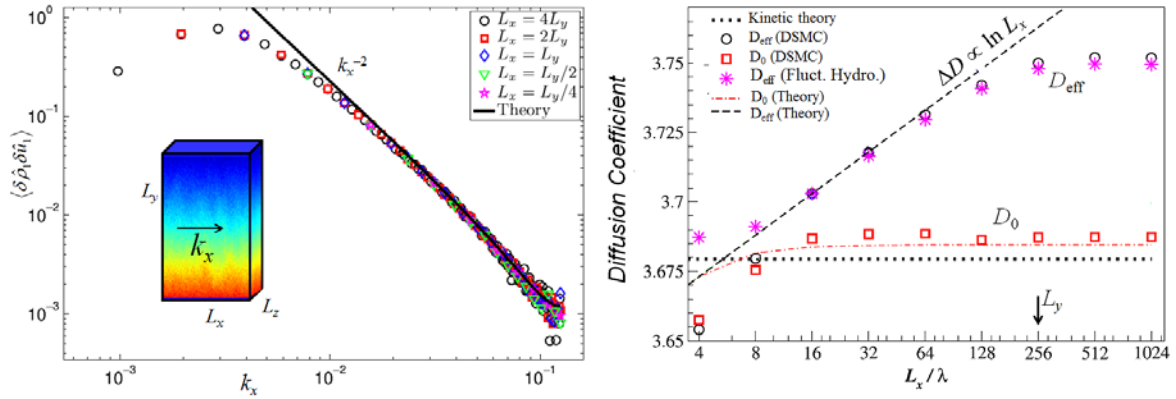 L_x = 4L_y
L_x = 2L_y
L_x = L_y
L_x = L_y/2
L_x = L_y/4
Theory
k_x^{-2}
10^0
10^{-1}
10^{-2}
10^{-3}
⟨δρ̂_1 δû_1⟩
L_y
k_x
L_x
L_z
10^{-3}
10^{-2}
10^{-1}
k_x
Kinetic theory
D_eff (DSMC)
D_0 (DSMC)
D_eff (Fluct. Hydro.)
D_0 (Theory)
D_eff (Theory)
ΔD ∝ ln L_x
D_eff
D_0
L_y
3.75
3.725
3.7
3.675
3.65
Diffusion Coefficient
4 8 16 32 64 128 256 512 1024
L_x / λ